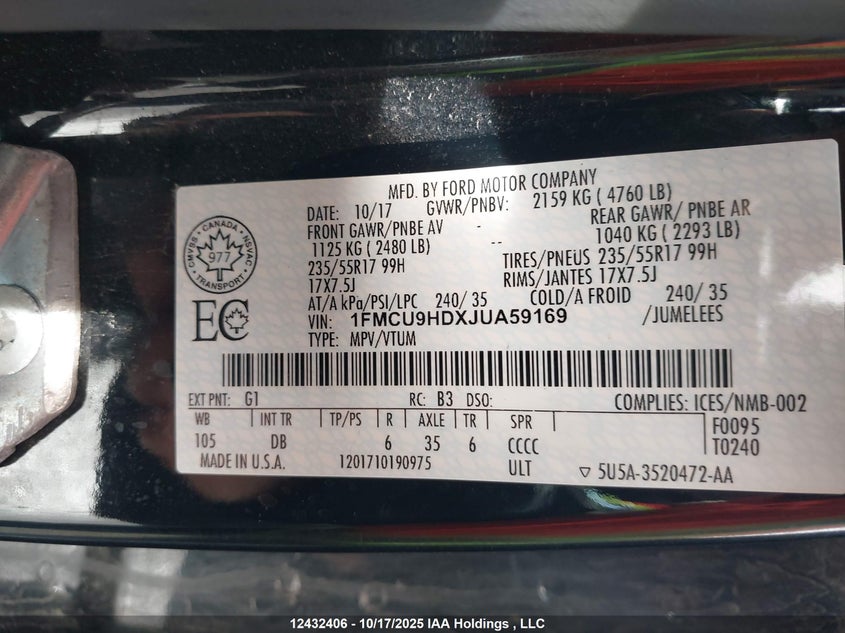 MFD. BY FORD MOTOR COMPANY
DATE: 10/17 GVWR/PNBV: 2159 KG ( 4760 LB)
FRONT GAWR/PNBE AV -- REAR GAWR/ PNBE AR
1125 KG ( 2480 LB) 1040 KG ( 2293 LB)
235/55R17 99H TIRES/PNEUS 235/55R17 99H
17X7.5J RIMS/JANTES 17X7.5J
AT/A kPa/PSI/LPC 240/ 35 COLD/A FROID 240/ 35
VIN: 1FMCU9HDXJUA59169 /JUMELEES
TYPE: MPV/VTUM
CMVSS CANADA NSVAC
977
TRANSPORT
EC
EXT PNT: G1 RC: B3 DSO: COMPLIES: ICES/NMB-002
WB INT TR TP/PS R AXLE TR SPR F0095
105 DB 6 35 6 CCCC T0240
MADE IN U.S.A. 1201710190975 ULT ▽ 5U5A-3520472-AA
12432406 - 10/17/2025 IAA Holdings , LLC